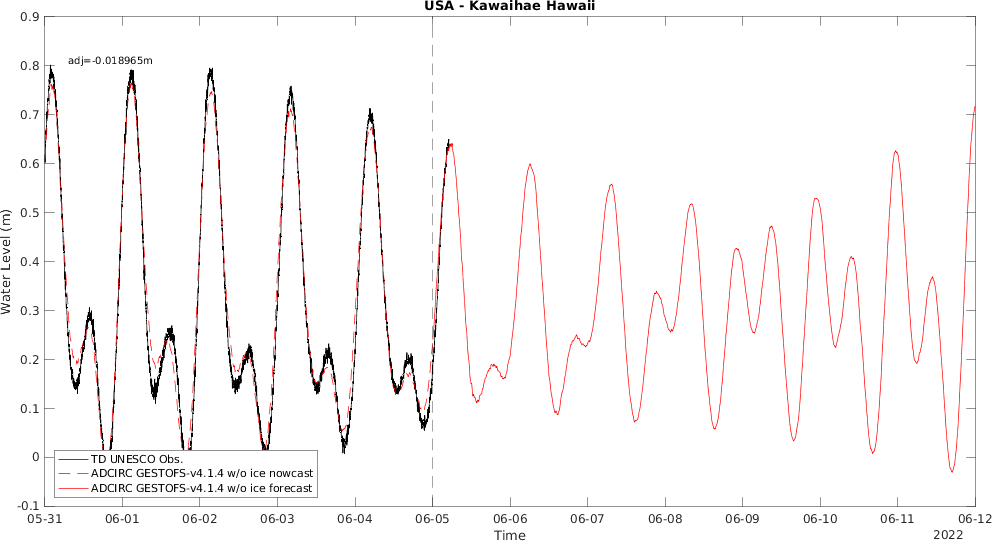 USA - Kawaihae Hawaii
0.9
0.8
0.7
0.6
0.5
0.4
0.3
0.2
0.1
0
-0.1
Water Level (m)
adj=-0.018965m
TD UNESCO Obs.
ADCIRC GESTOFS-v4.1.4 w/o ice nowcast
ADCIRC GESTOFS-v4.1.4 w/o ice forecast
05-31 06-01 06-02 06-03 06-04 06-05 06-06 06-07 06-08 06-09 06-10 06-11 06-12
Time
2022